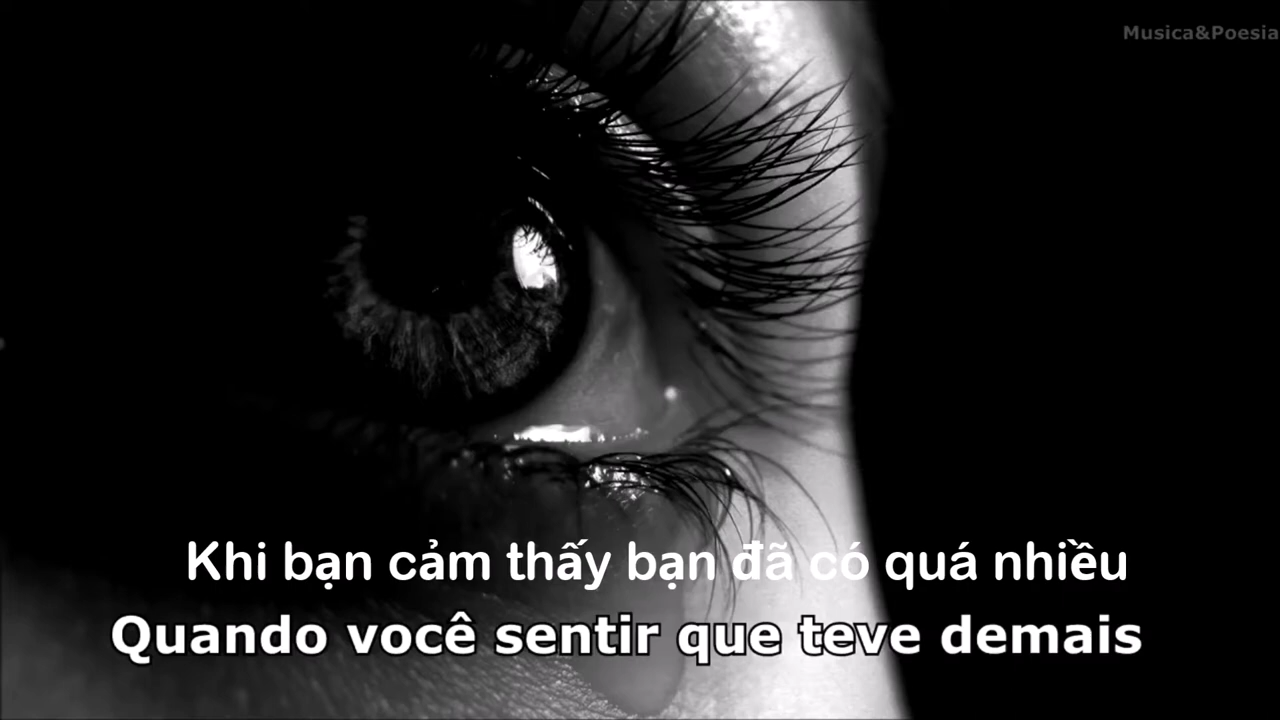 Musica&Poesia
Khi bạn cảm thấy bạn đã có quá nhiều
Quando você sentir que teve demais